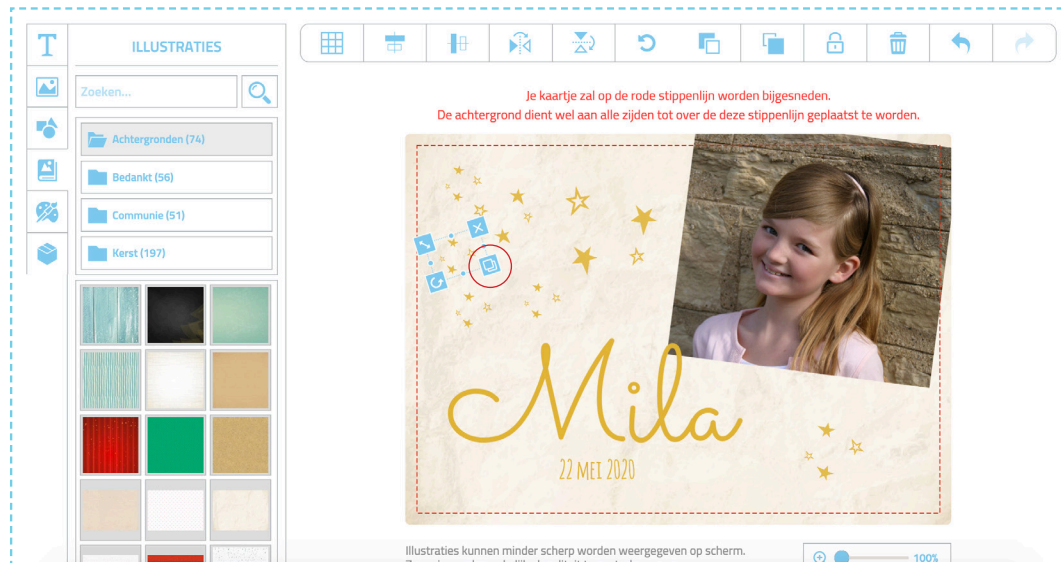 T
ILLUSTRATIES
Zoeken...
Achtergronden (74)
Bedankt (56)
Communie (51)
Kerst (197)
Je kaartje zal op de rode stippenlijn worden bijgesneden.
De achtergrond dient wel aan alle zijden tot over de deze stippenlijn geplaatst te worden.
Mila
22 MEI 2020
Illustraties kunnen minder scherp worden weergegeven op scherm.
100%